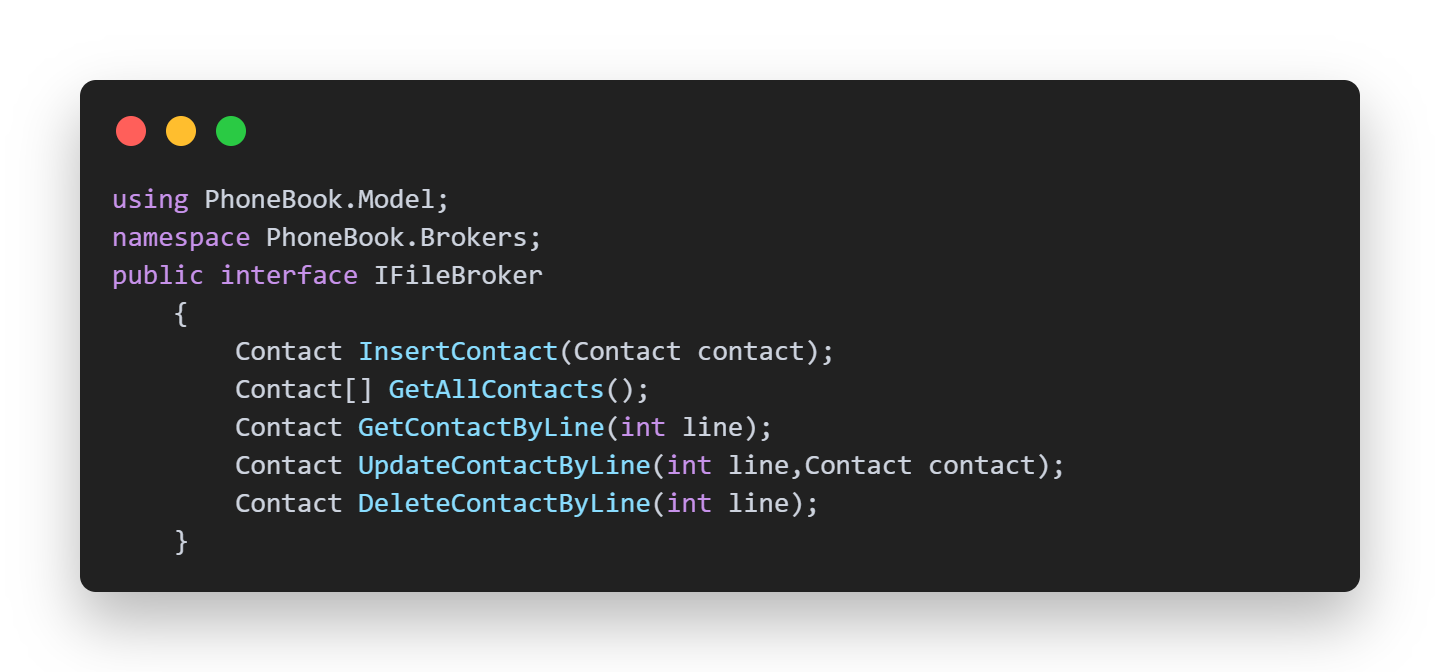 using PhoneBook.Model;
namespace PhoneBook.Brokers;
public interface IFileBroker
    {
        Contact InsertContact(Contact contact);
        Contact[] GetAllContacts();
        Contact GetContactByLine(int line);
        Contact UpdateContactByLine(int line,Contact contact);
        Contact DeleteContactByLine(int line);
    }